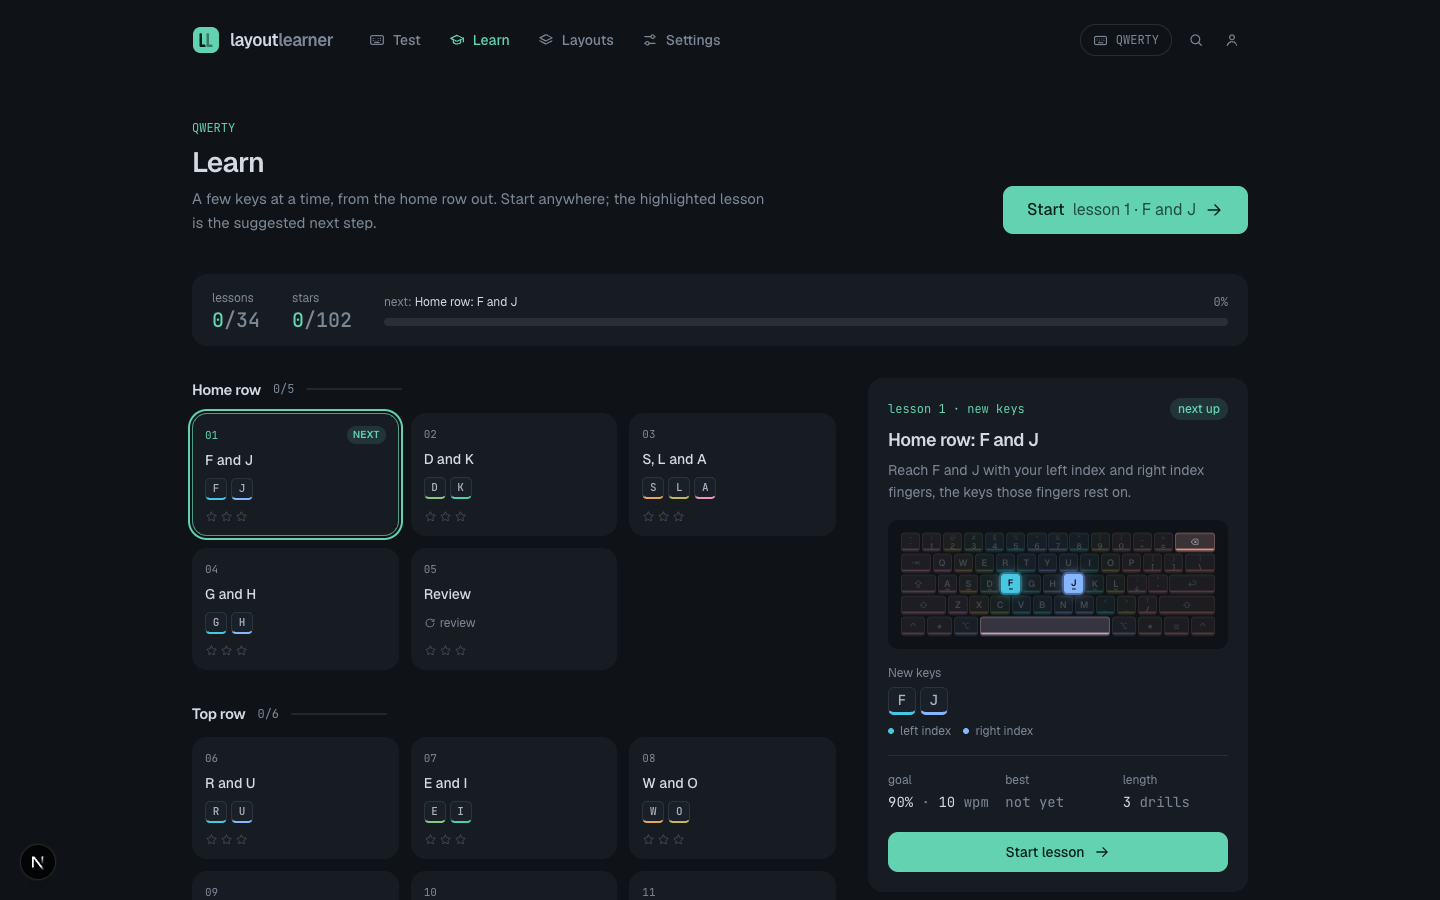 LL layoutlearner Test Learn Layouts Settings QWERTY
QWERTY
Learn
A few keys at a time, from the home row out. Start anywhere; the highlighted lesson
is the suggested next step.
Start lesson 1 · F and J →
lessons
0/34
stars
0/102
next: Home row: F and J
0%
Home row 0/5
01 NEXT
F and J
F J
02
D and K
D K
03
S, L and A
S L A
04
G and H
G H
05
Review
review
Top row 0/6
06
R and U
R U
07
E and I
E I
08
W and O
W O
09
10
11
lesson 1 · new keys
next up
Home row: F and J
Reach F and J with your left index and right index
fingers, the keys those fingers rest on.
Q W E R T Y U I O P
A S D F G H J K L
Z X C V B N M
New keys
F J
left index right index
goal
90% · 10 wpm
best
not yet
length
3 drills
Start lesson →
N